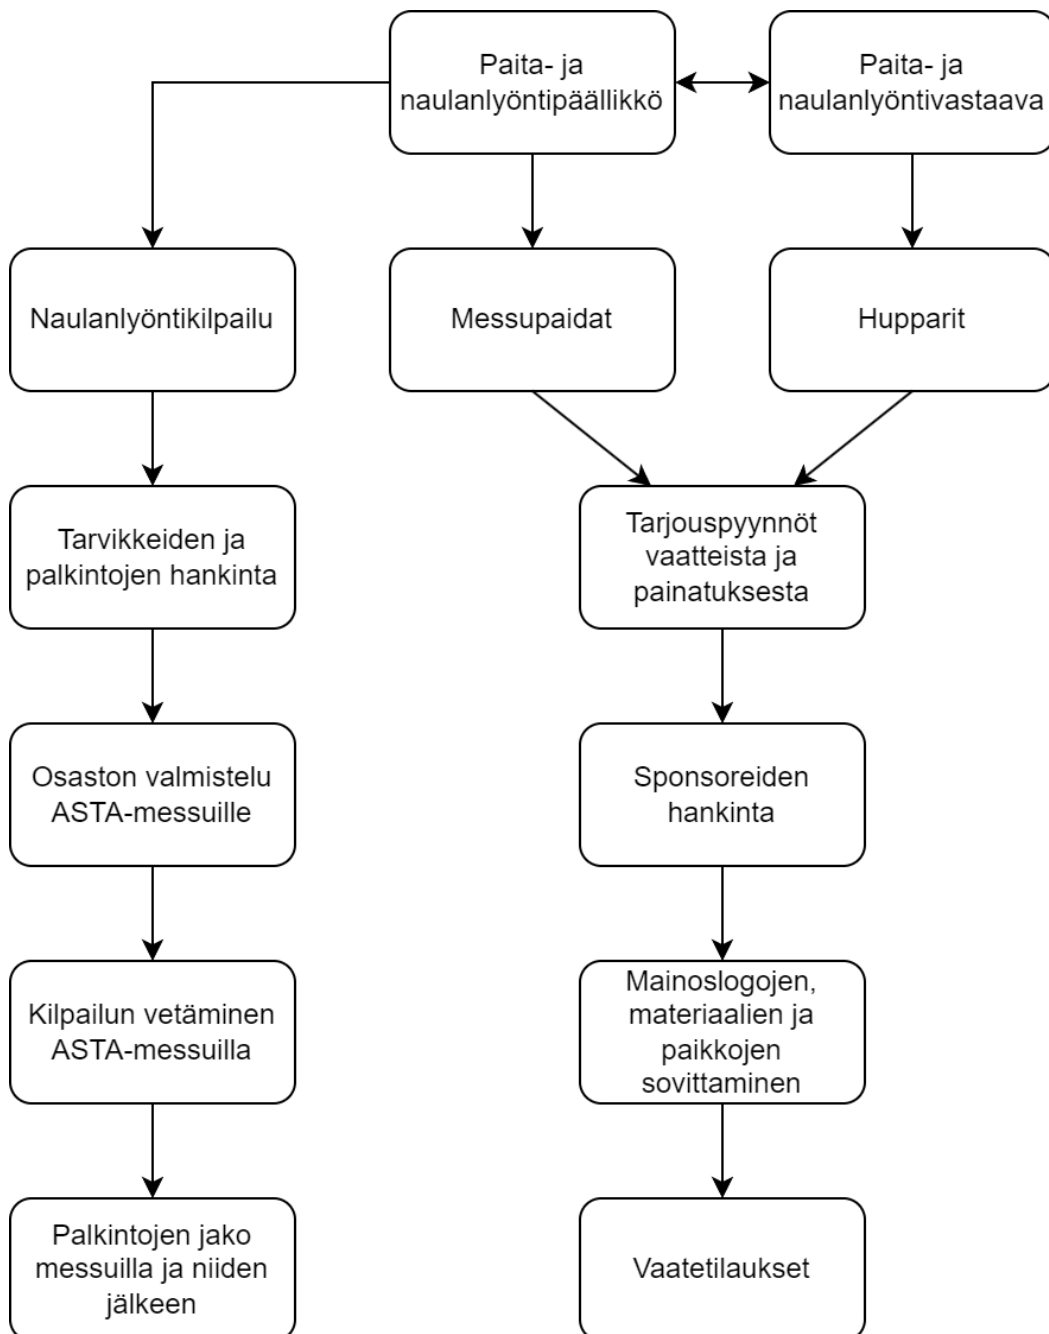 Paita- ja
naulanlyöntipäällikkö
Paita- ja
naulanlyöntivastaava
Naulanlyöntikilpailu
Messupaidat
Hupparit
Tarvikkeiden ja
palkintojen hankinta
Tarjouspyynnöt
vaatteista ja
painatuksesta
Osaston valmistelu
ASTA-messuille
Sponsoreiden
hankinta
Kilpailun vetäminen
ASTA-messuilla
Mainoslogojen,
materiaalien ja
paikkojen
sovittaminen
Palkintojen jako
messuilla ja niiden
jälkeen
Vaatetilaukset